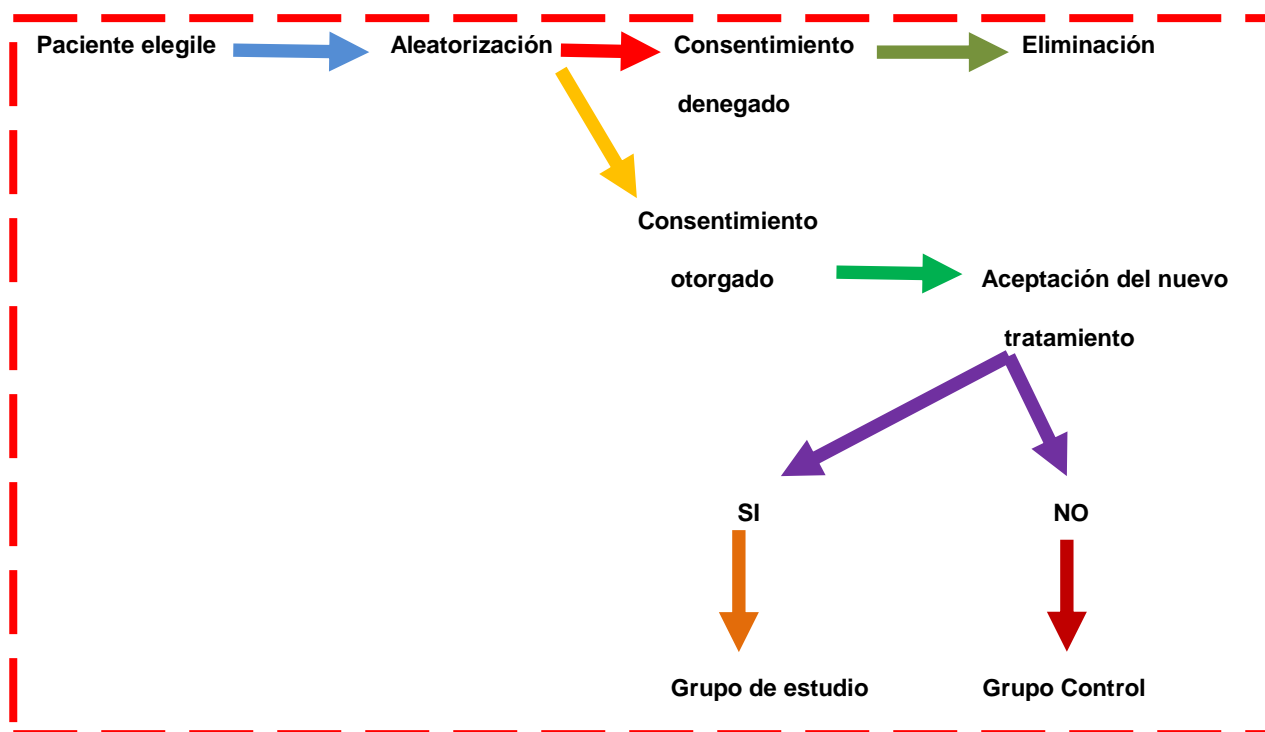 Paciente elegile
Aleatorización
Consentimiento
denegado
Eliminación
Consentimiento
otorgado
Aceptación del nuevo
tratamiento
SI
NO
Grupo de estudio
Grupo Control